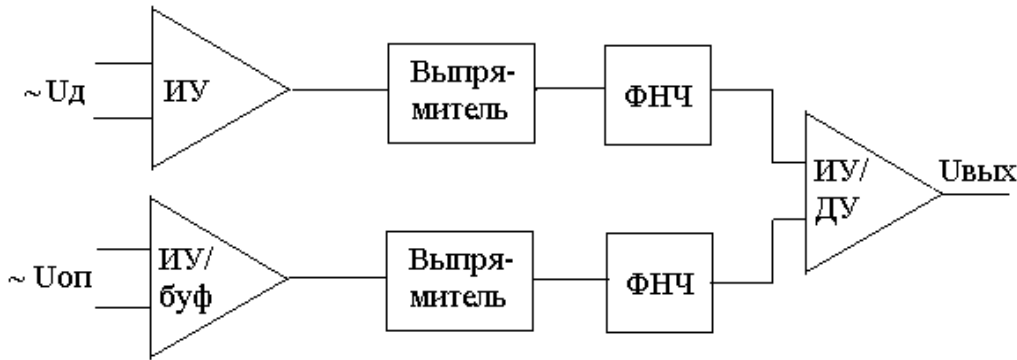 ~ Uд
ИУ
Выпря-
митель
ФНЧ
ИУ/
ДУ
Uвых
~ Uоп
ИУ/
буф
Выпря-
митель
ФНЧ